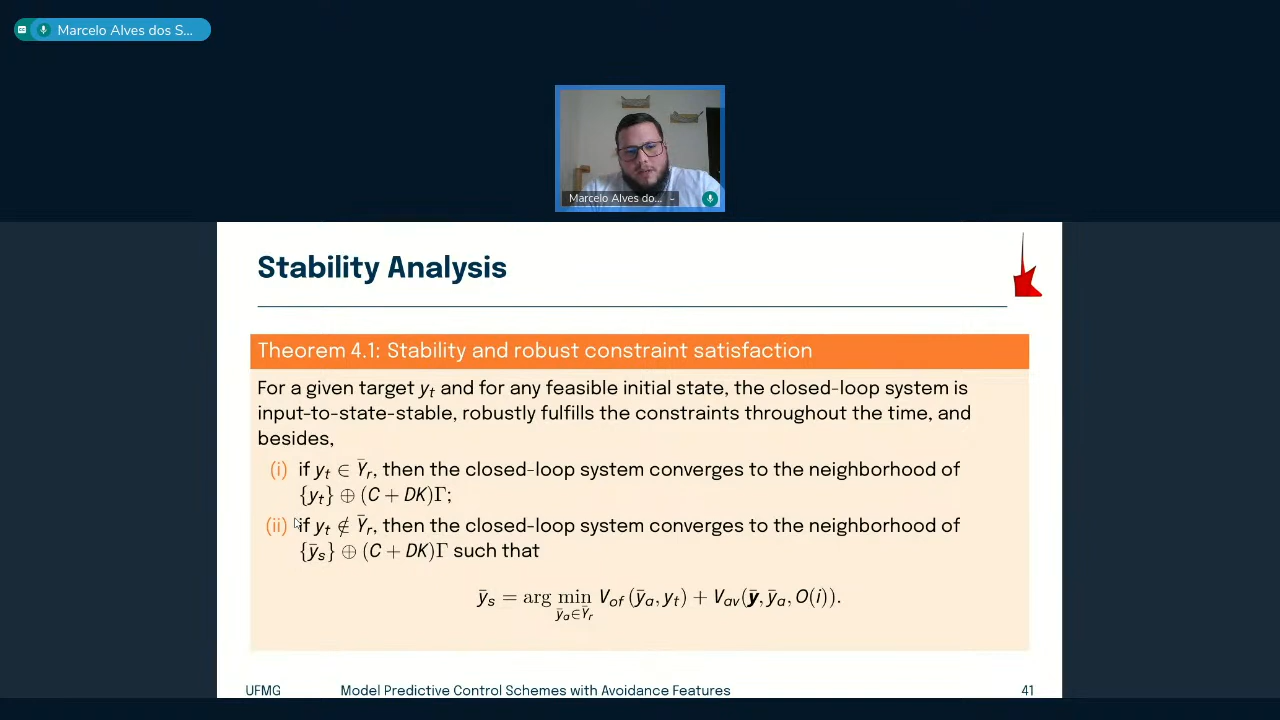 Marcelo Alves dos S...
Marcelo Alves do...
Stability Analysis
Theorem 4.1: Stability and robust constraint satisfaction
For a given target yₜ and for any feasible initial state, the closed-loop system is
input-to-state-stable, robustly fulfills the constraints throughout the time, and
besides,
(i) if yₜ ∈ Ȳᵣ, then the closed-loop system converges to the neighborhood of
{yₜ} ⊕ (C + DK)Γ;
(ii) if yₜ ∉ Ȳᵣ, then the closed-loop system converges to the neighborhood of
{ȳₛ} ⊕ (C + DK)Γ such that
ȳₛ = arg min V_of (ȳₐ, yₜ) + V_av(ȳ, ȳₐ, O(i)).
ȳₐ∈Ȳᵣ
UFMG Model Predictive Control Schemes with Avoidance Features 41